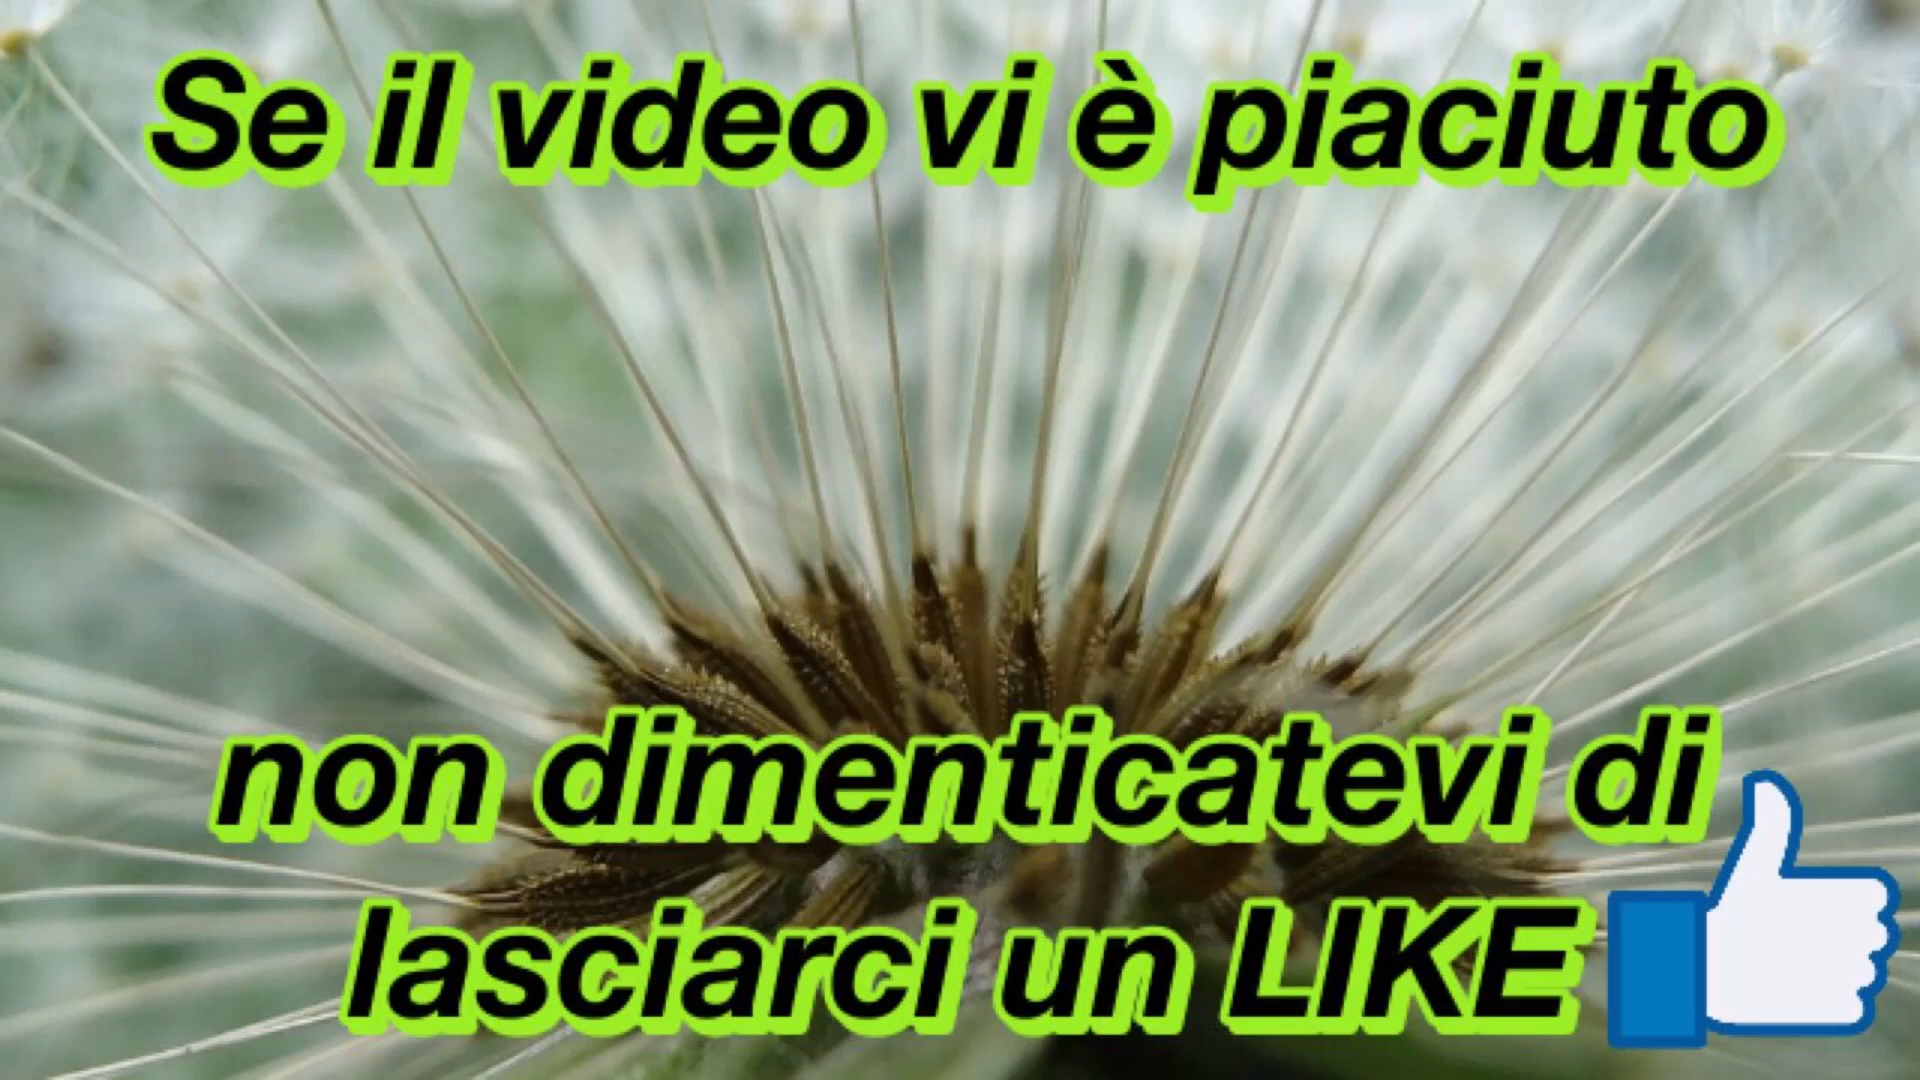 Se il video vi è piaciuto
non dimenticatevi di
lasciarci un LIKE